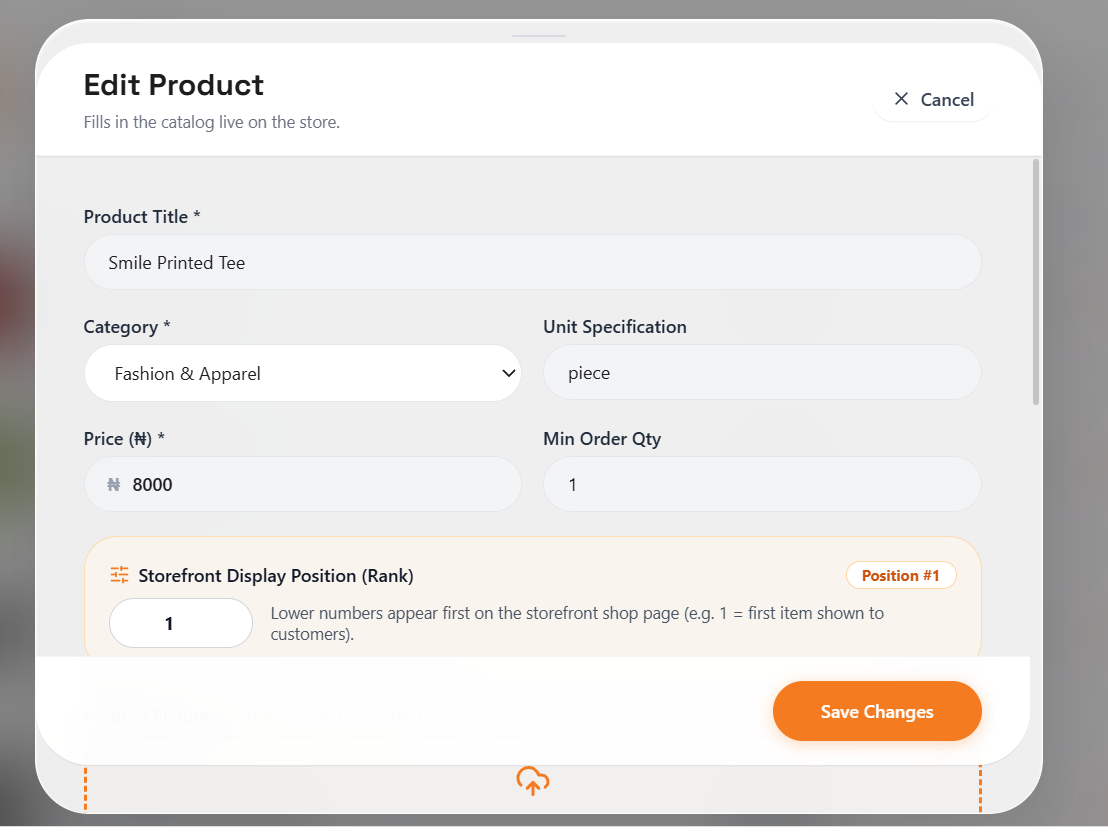 Edit Product
Fills in the catalog live on the store.
Cancel
Product Title *
Smile Printed Tee
Category *
Unit Specification
Fashion & Apparel
piece
Price (₦) *
Min Order Qty
₦ 8000
1
Storefront Display Position (Rank)
Position #1
1
Lower numbers appear first on the storefront shop page (e.g. 1 = first item shown to
customers).
Save Changes